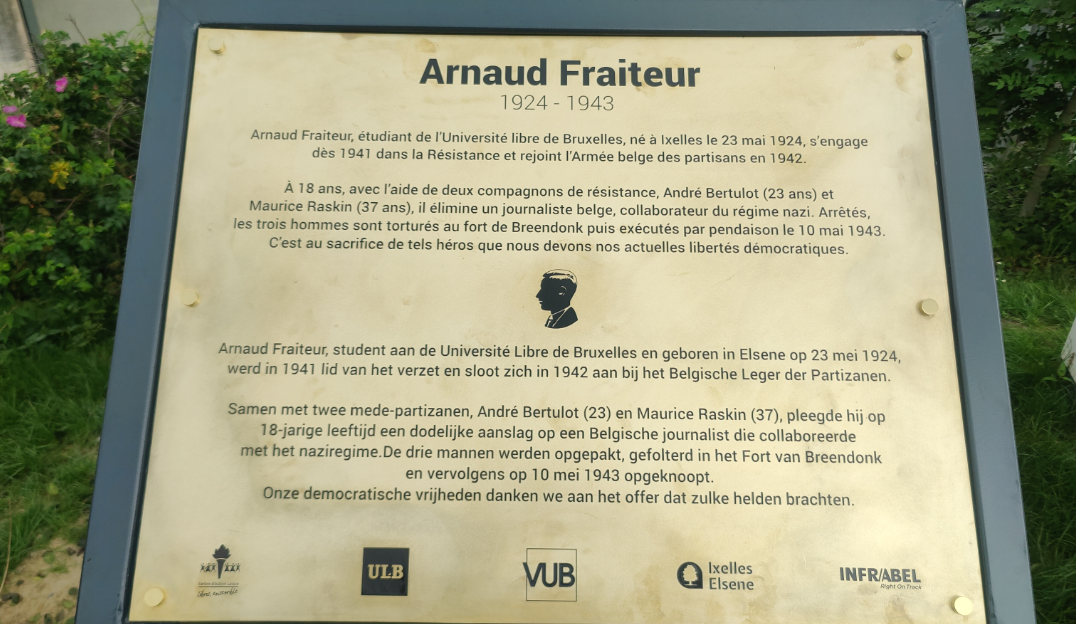 Arnaud Fraiteur
1924 - 1943
Arnaud Fraiteur, étudiant de l'Université libre de Bruxelles, né à Ixelles le 23 mai 1924, s'engage
dès 1941 dans la Résistance et rejoint l'Armée belge des partisans en 1942.
À 18 ans, avec l'aide de deux compagnons de résistance, André Bertulot (23 ans) et
Maurice Raskin (37 ans), il élimine un journaliste belge, collaborateur du régime nazi. Arrêtés,
les trois hommes sont torturés au fort de Breendonk puis exécutés par pendaison le 10 mai 1943.
C'est au sacrifice de tels héros que nous devons nos actuelles libertés démocratiques.
Arnaud Fraiteur, student aan de Université Libre de Bruxelles en geboren in Elsene op 23 mei 1924,
werd in 1941 lid van het verzet en sloot zich in 1942 aan bij het Belgische Leger der Partizanen.
Samen met twee mede-partizanen, André Bertulot (23) en Maurice Raskin (37), pleegde hij op
18-jarige leeftijd een dodelijke aanslag op een Belgische journalist die collaboreerde
met het naziregime.De drie mannen werden opgepakt, gefolterd in het Fort van Breendonk
en vervolgens op 10 mei 1943 opgeknoopt.
Onze democratische vrijheden danken we aan het offer dat zulke helden brachten.
ULB
VUB
Ixelles
Elsene
INFR/ABEL
Right On Track